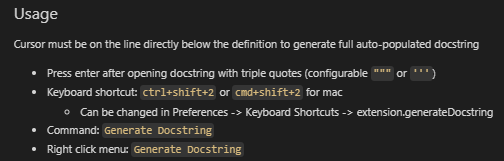 Usage
Cursor must be on the line directly below the definition to generate full auto-populated docstring
• Press enter after opening docstring with triple quotes (configurable """ or ''')
• Keyboard shortcut: ctrl+shift+2 or cmd+shift+2 for mac
◦ Can be changed in Preferences -> Keyboard Shortcuts -> extension.generateDocstring
• Command: Generate Docstring
• Right click menu: Generate Docstring